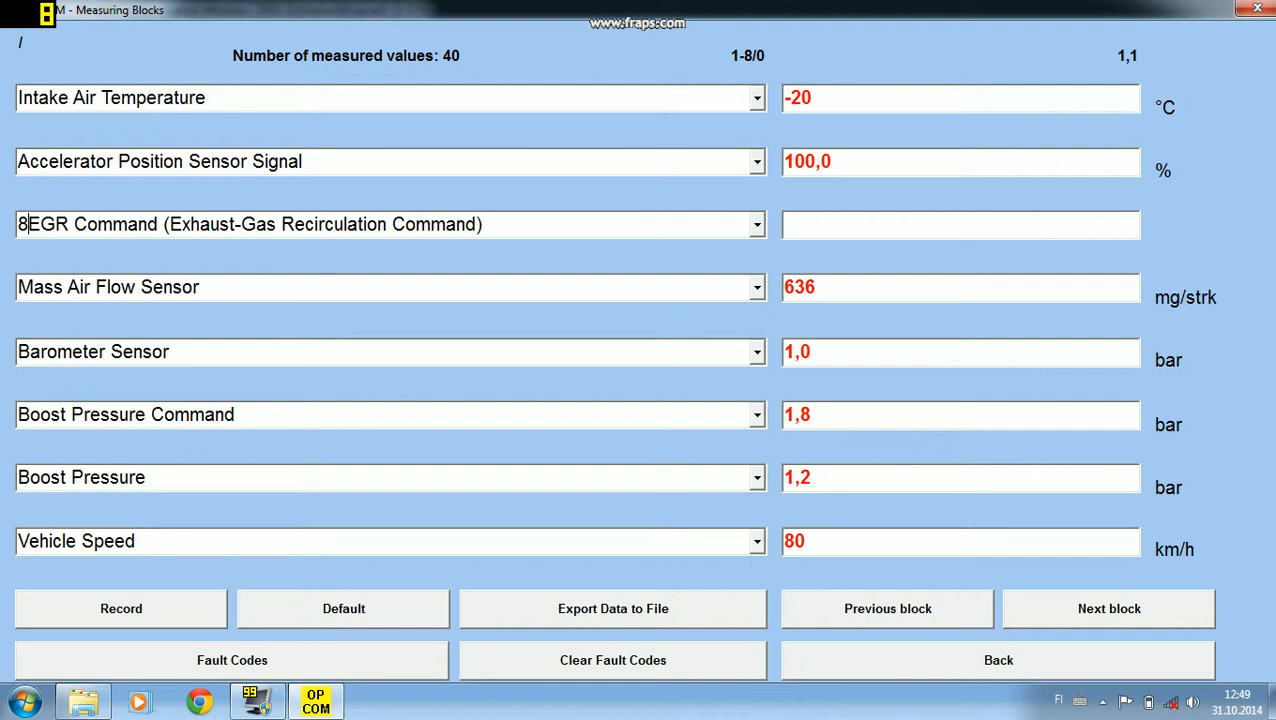 8
M - Measuring Blocks
www.fraps.com
/
Number of measured values: 40 1-8/0 1,1
Intake Air Temperature -20 °C
Accelerator Position Sensor Signal 100,0 %
8EGR Command (Exhaust-Gas Recirculation Command)
Mass Air Flow Sensor 636 mg/strk
Barometer Sensor 1,0 bar
Boost Pressure Command 1,8 bar
Boost Pressure 1,2 bar
Vehicle Speed 80 km/h
Record Default Export Data to File Previous block Next block
Fault Codes Clear Fault Codes Back
99
OP
COM
FI
12:49
31.10.2014